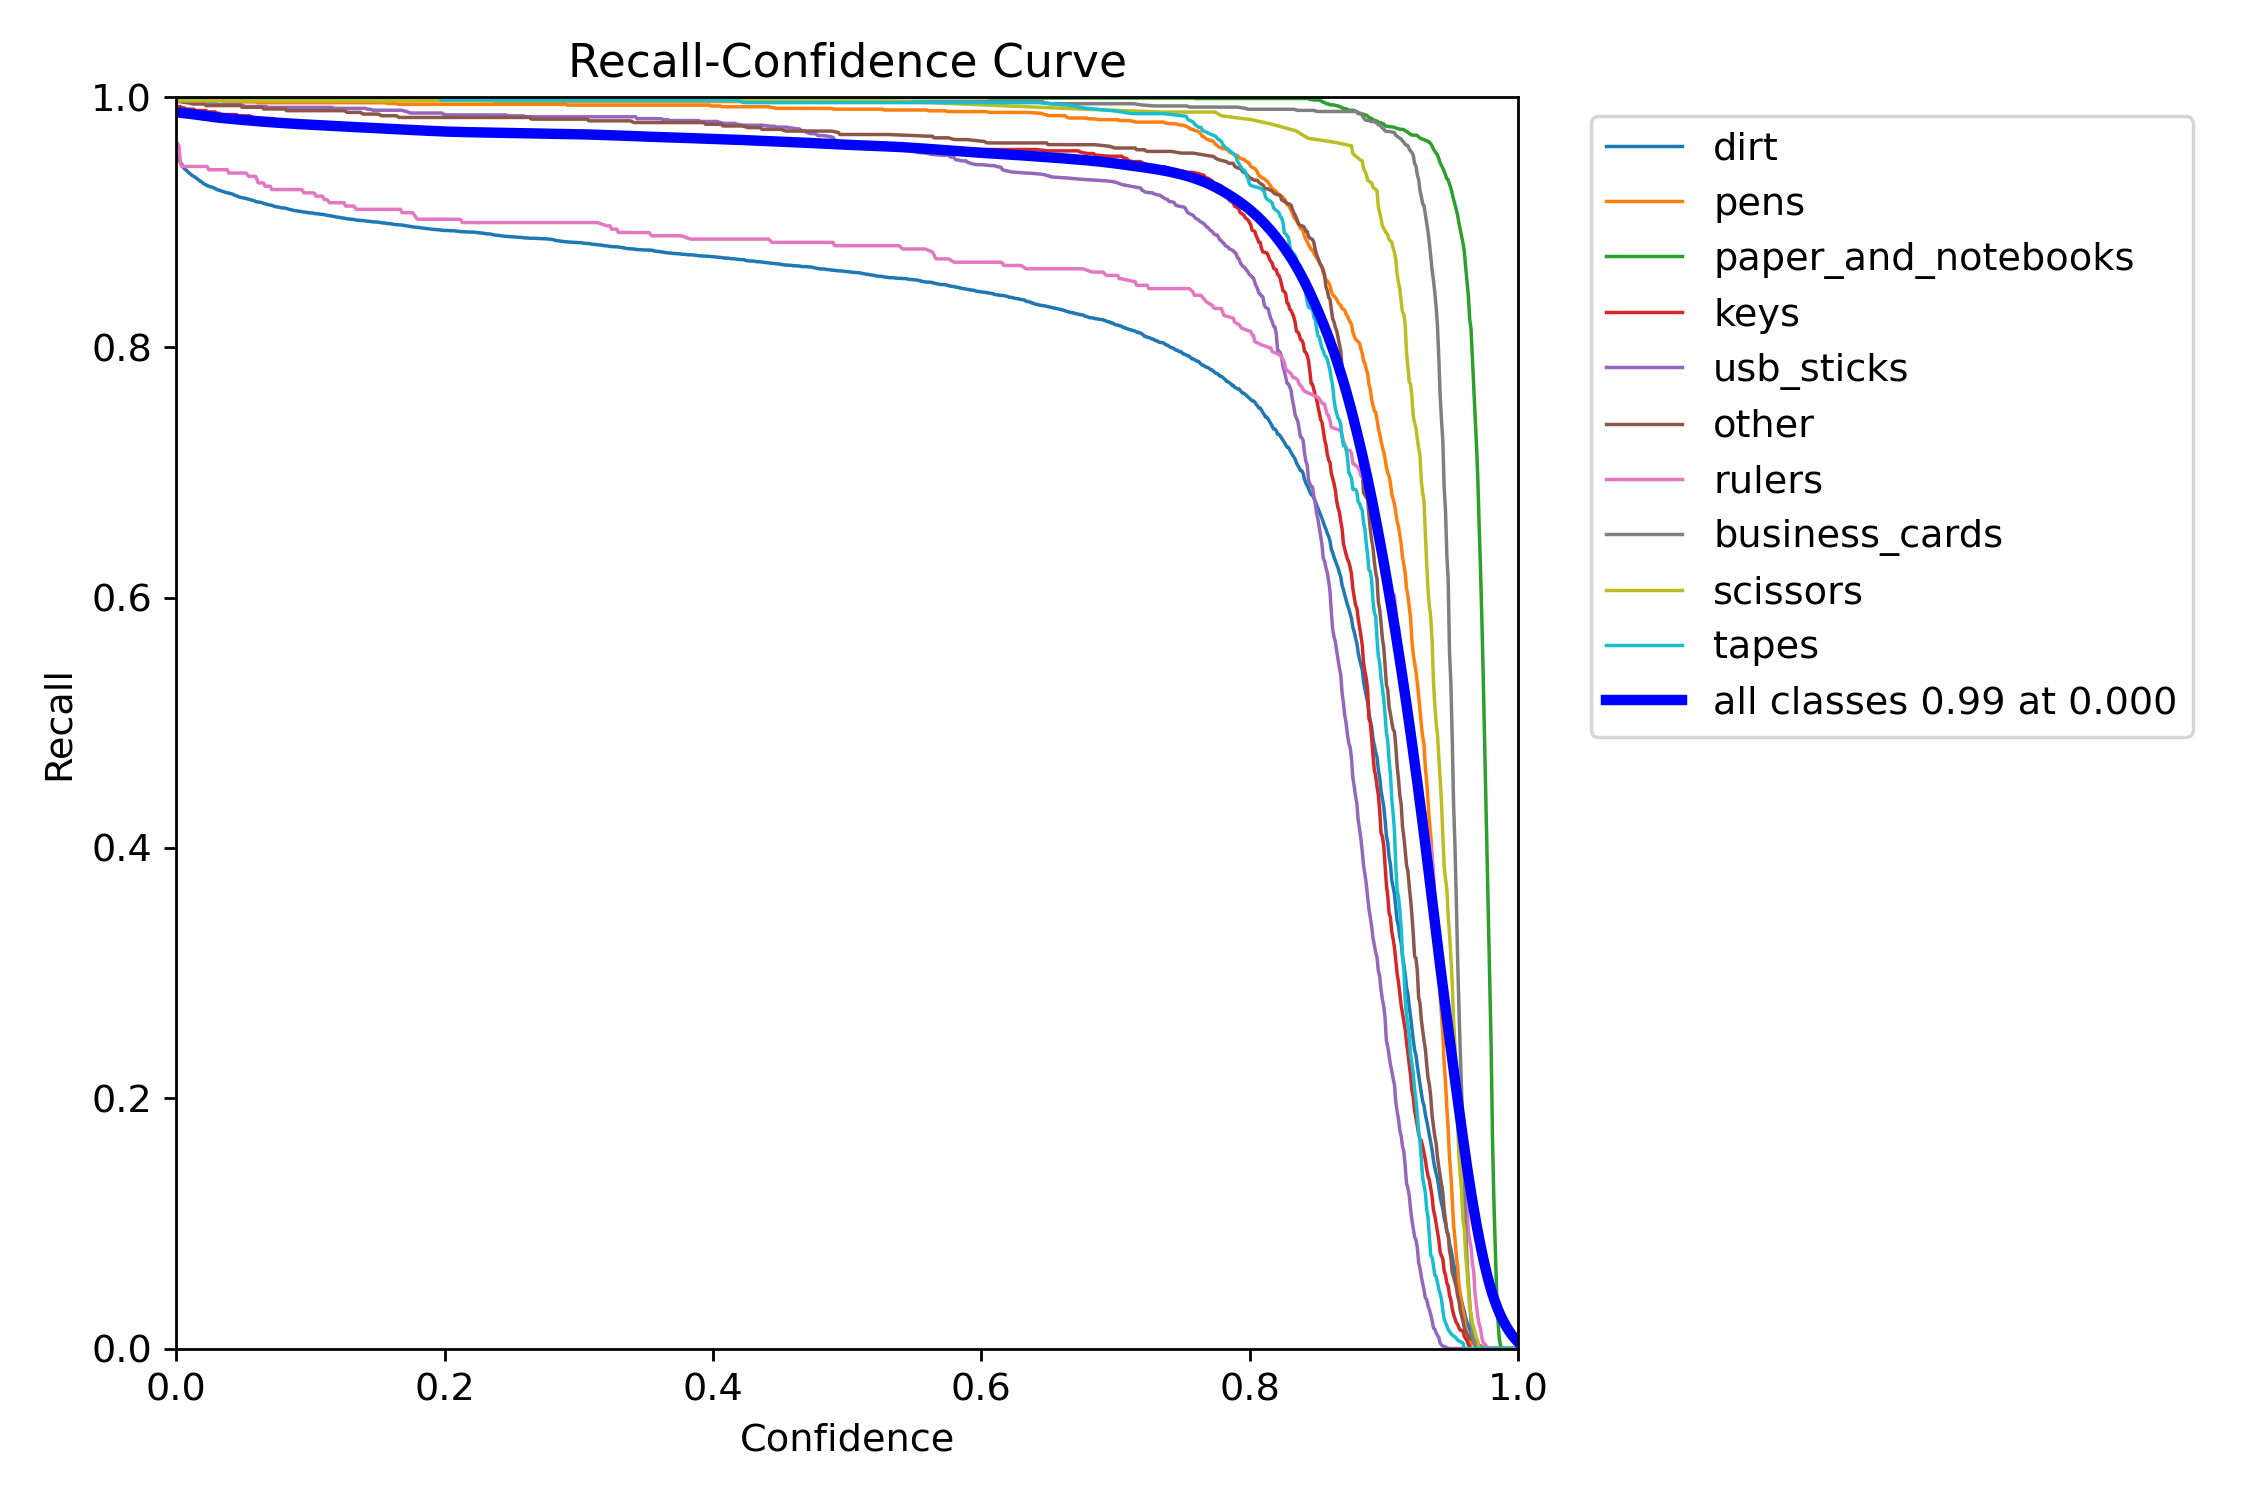 Recall-Confidence Curve
1.0
0.8
0.6
0.4
0.2
0.0
Recall
0.0 0.2 0.4 0.6 0.8 1.0
Confidence
dirt
pens
paper_and_notebooks
keys
usb_sticks
other
rulers
business_cards
scissors
tapes
all classes 0.99 at 0.000